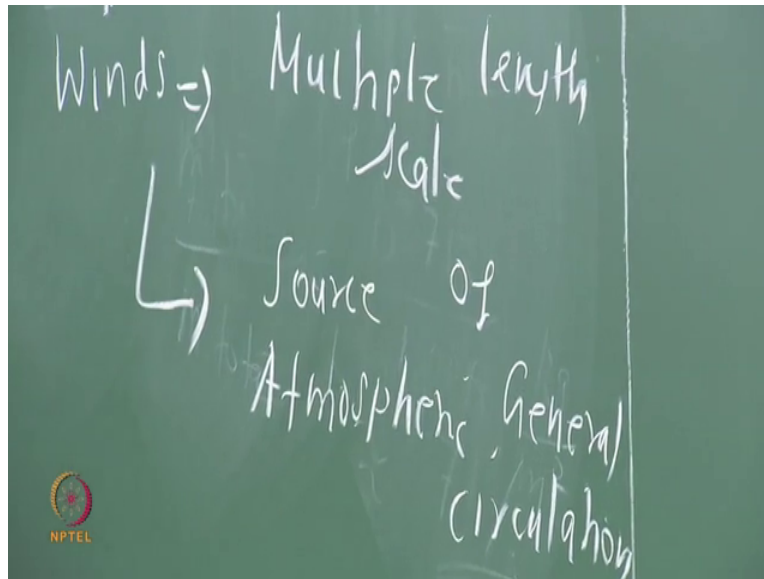 Winds ⇒ Multiple length
scale
Source of
Atmospheric General
circulation
NPTEL